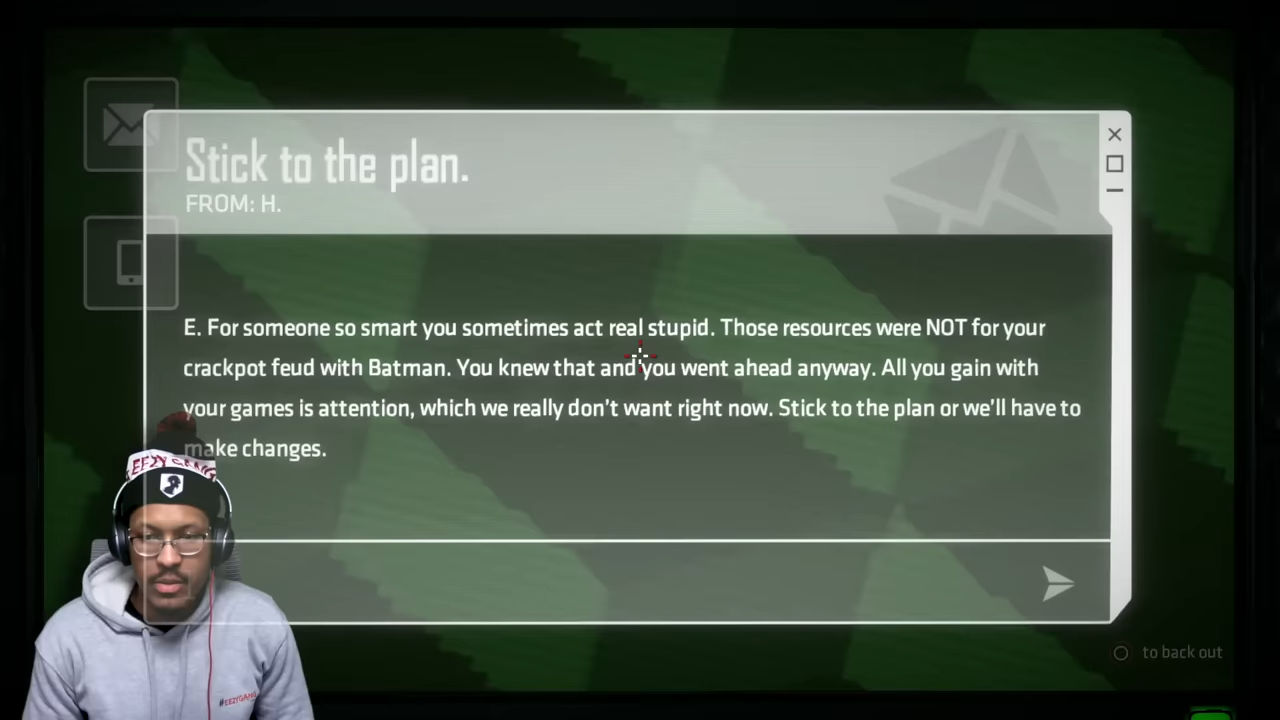 Stick to the plan.
FROM: H.
E. For someone so smart you sometimes act real stupid. Those resources were NOT for your
crackpot feud with Batman. You knew that and you went ahead anyway. All you gain with
your games is attention, which we really don't want right now. Stick to the plan or we'll have to
make changes.
EEZY GANG
#EEZYGANG
to back out